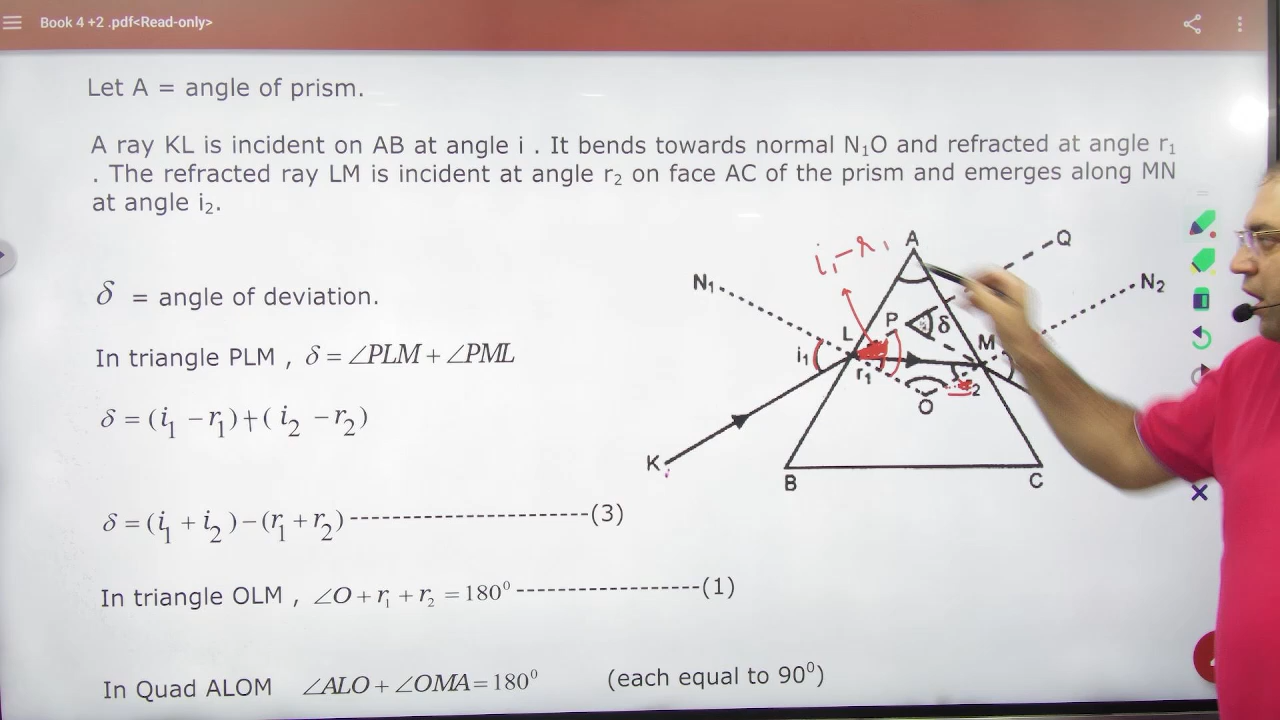 Book 4 +2 .pdf<Read-only>
Let A = angle of prism.
A ray KL is incident on AB at angle i . It bends towards normal N₁O and refracted at angle r₁
. The refracted ray LM is incident at angle r₂ on face AC of the prism and emerges along MN
at angle i₂.
δ = angle of deviation.
In triangle PLM , δ = ∠PLM + ∠PML
δ = (i₁ − r₁) + ( i₂ − r₂)
δ = (i₁ + i₂ ) − (r₁ + r₂) -----------------------(3)
In triangle OLM , ∠O + r₁ + r₂ = 180⁰ ------------------(1)
In Quad ALOM ∠ALO + ∠OMA = 180⁰ (each equal to 90⁰)
i₁ − r₁
A
Q
N₁
N₂
L
P
δ
M
i₁
r₁
2
O
K
B
C